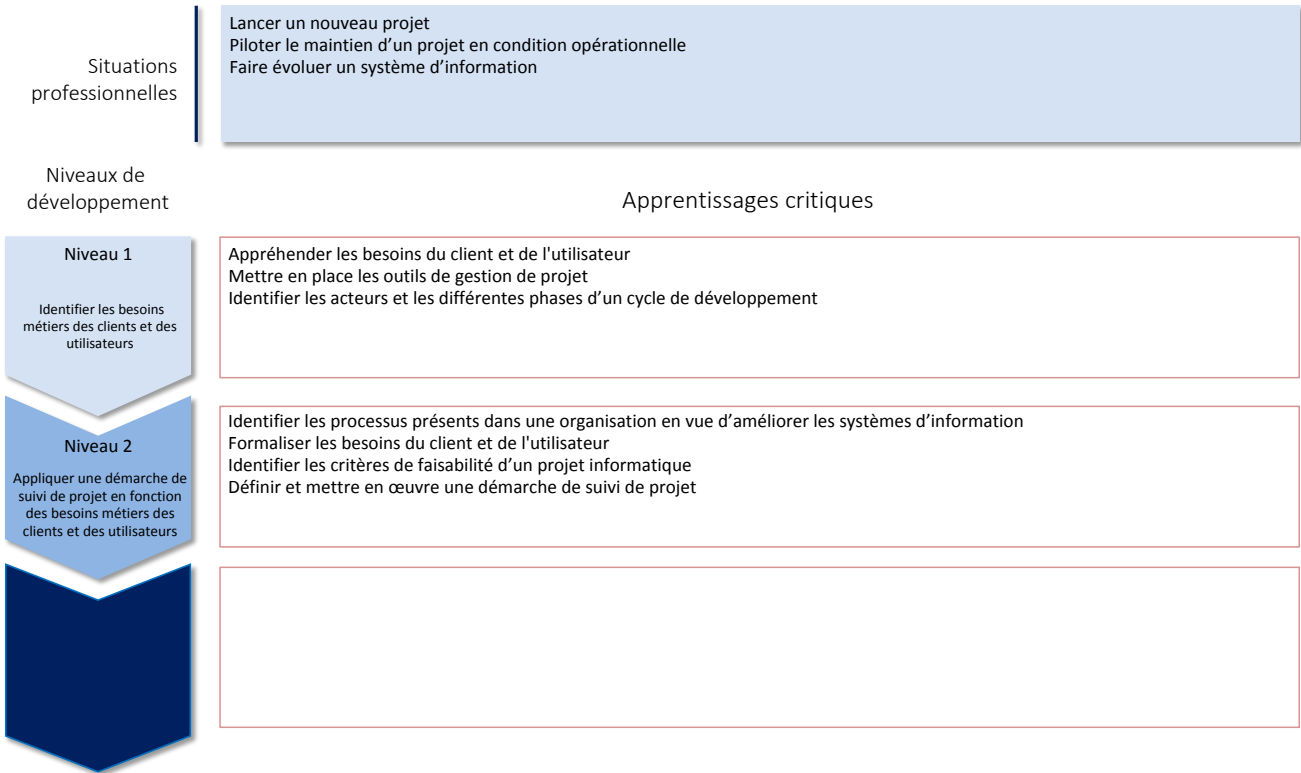 Situations
professionnelles
Lancer un nouveau projet
Piloter le maintien d’un projet en condition opérationnelle
Faire évoluer un système d’information
Niveaux de
développement
Apprentissages critiques
Niveau 1
Identifier les besoins
métiers des clients et des
utilisateurs
Appréhender les besoins du client et de l'utilisateur
Mettre en place les outils de gestion de projet
Identifier les acteurs et les différentes phases d’un cycle de développement
Niveau 2
Appliquer une démarche de
suivi de projet en fonction
des besoins métiers des
clients et des utilisateurs
Identifier les processus présents dans une organisation en vue d’améliorer les systèmes d’information
Formaliser les besoins du client et de l'utilisateur
Identifier les critères de faisabilité d’un projet informatique
Définir et mettre en œuvre une démarche de suivi de projet